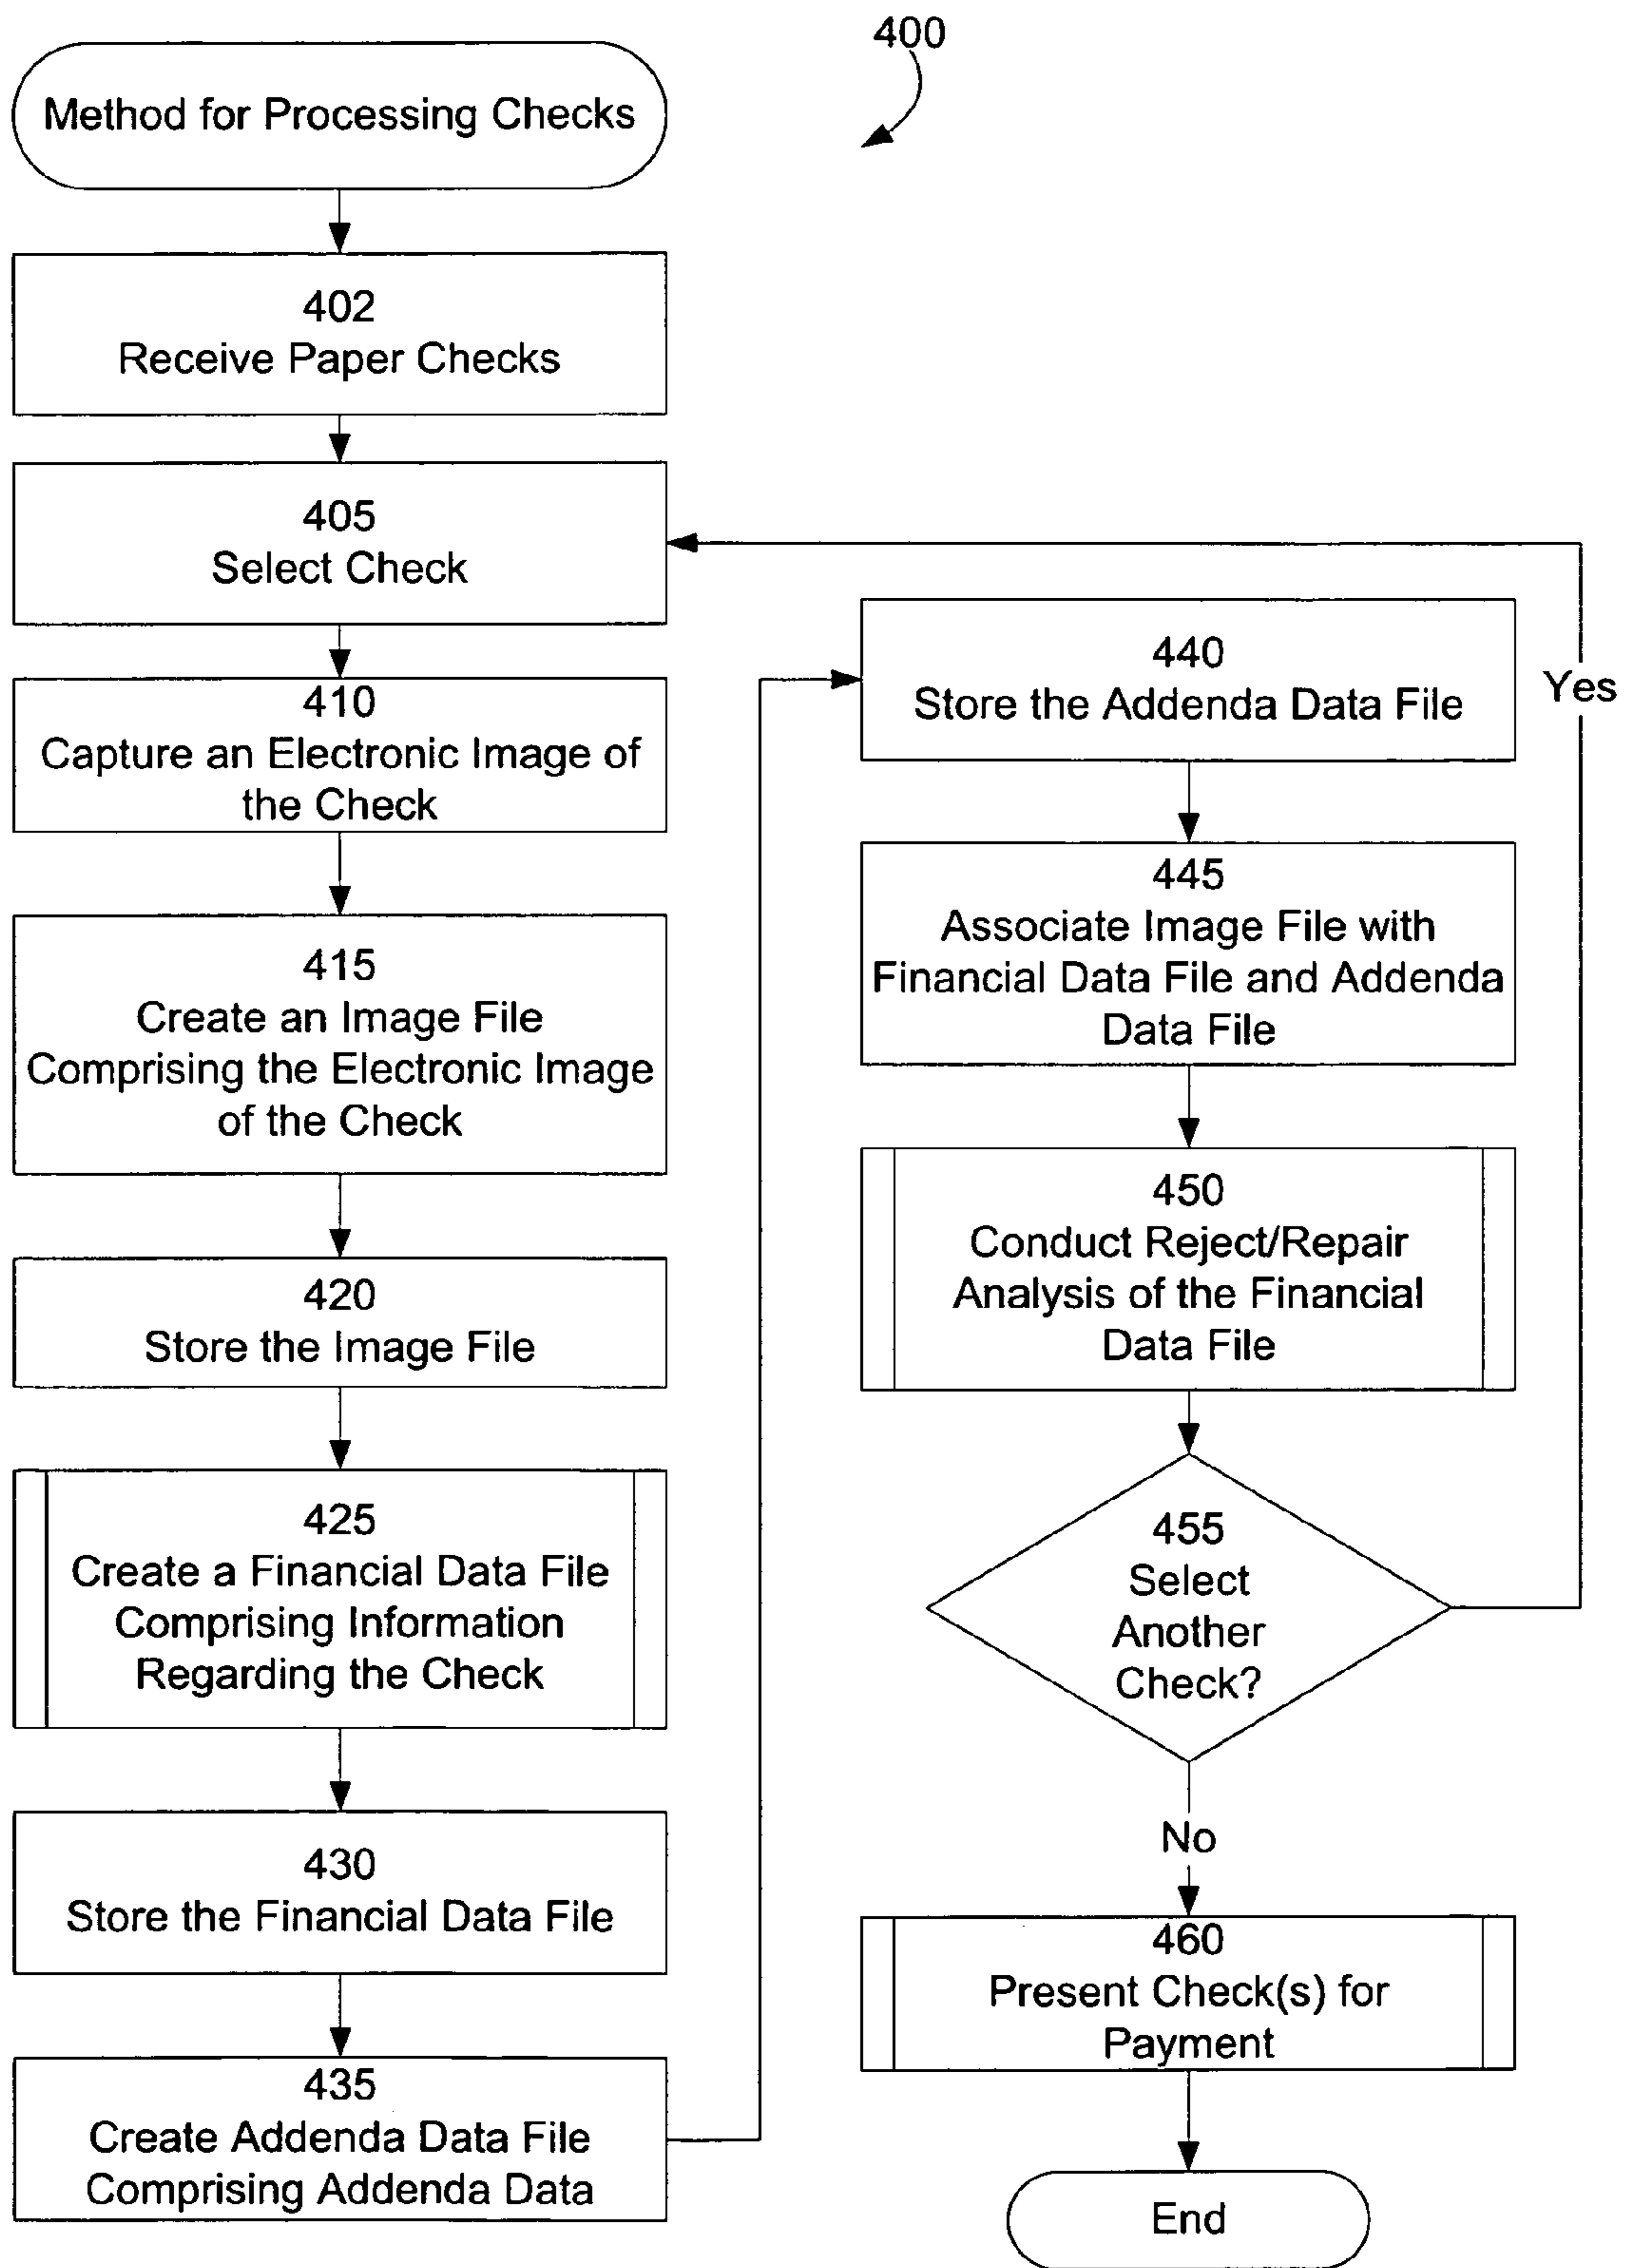 400
Method for Processing Checks
402
Receive Paper Checks
405
Select Check
410
Capture an Electronic Image of
the Check
415
Create an Image File
Comprising the Electronic Image
of the Check
420
Store the Image File
425
Create a Financial Data File
Comprising Information
Regarding the Check
430
Store the Financial Data File
435
Create Addenda Data File
Comprising Addenda Data
440
Store the Addenda Data File
Yes
445
Associate Image File with
Financial Data File and Addenda
Data File
450
Conduct Reject/Repair
Analysis of the Financial
Data File
455
Select
Another
Check?
No
460
Present Check(s) for
Payment
End